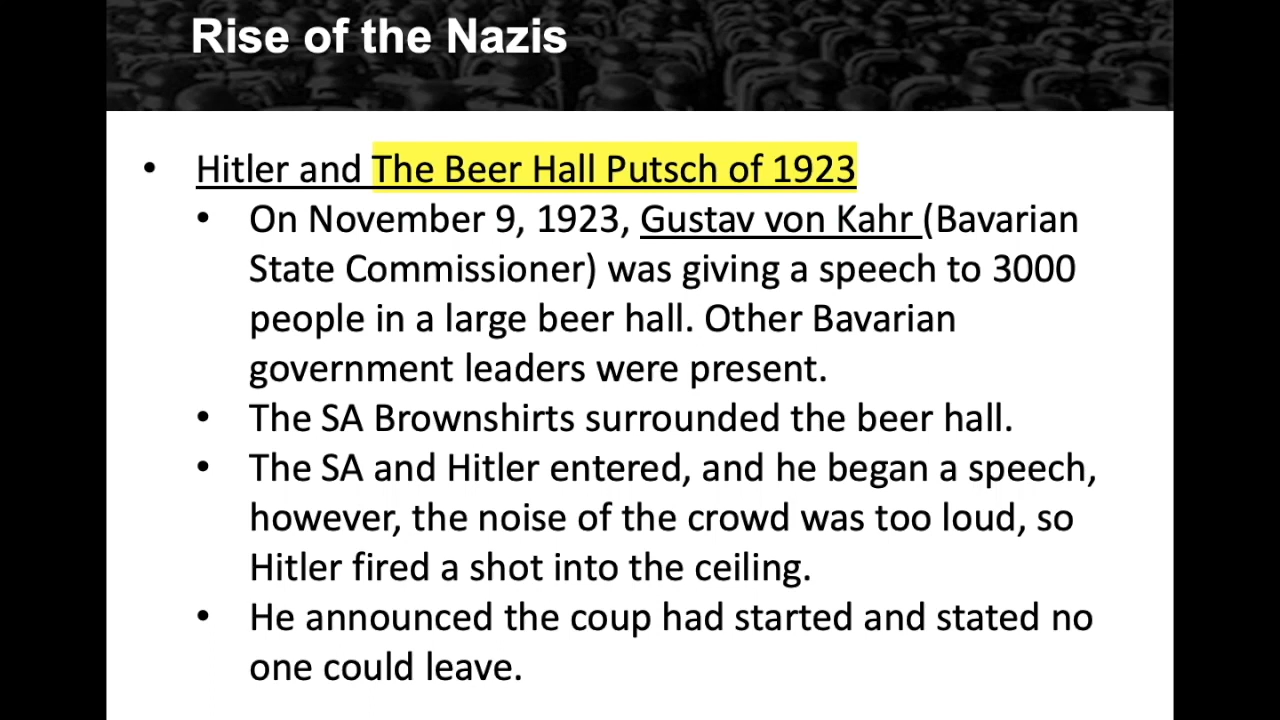 Rise of the Nazis
• Hitler and The Beer Hall Putsch of 1923
• On November 9, 1923, Gustav von Kahr (Bavarian
State Commissioner) was giving a speech to 3000
people in a large beer hall. Other Bavarian
government leaders were present.
• The SA Brownshirts surrounded the beer hall.
• The SA and Hitler entered, and he began a speech,
however, the noise of the crowd was too loud, so
Hitler fired a shot into the ceiling.
• He announced the coup had started and stated no
one could leave.